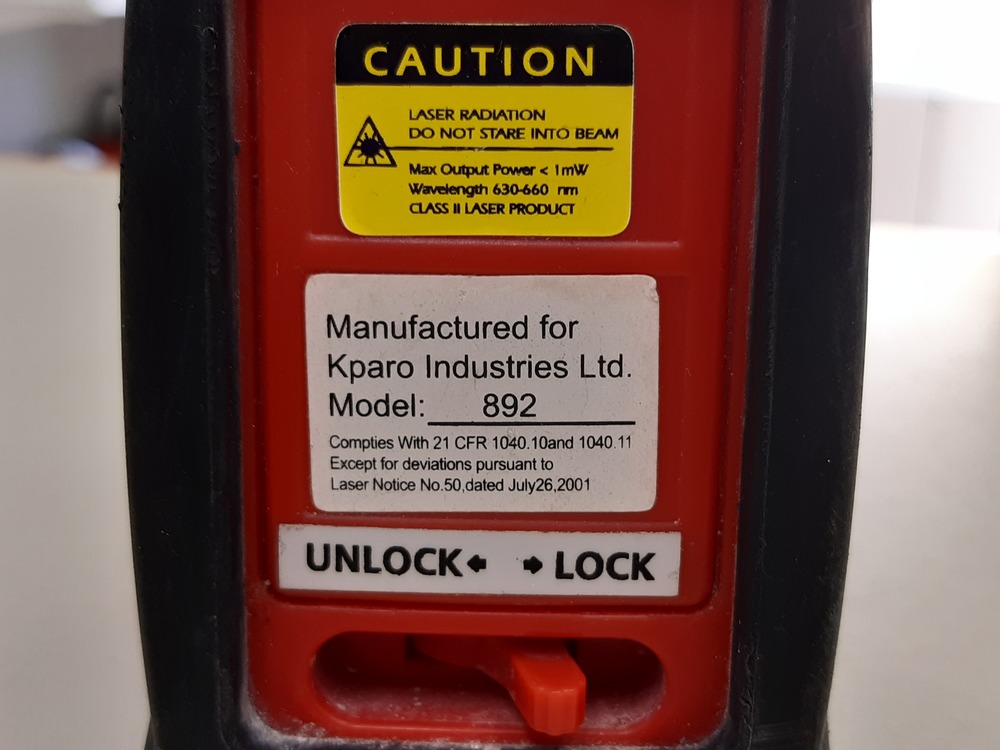 CAUTION
LASER RADIATION
DO NOT STARE INTO BEAM
Max Output Power < 1mW
Wavelength 630-660 nm
CLASS II LASER PRODUCT
Manufactured for
Kparo Industries Ltd.
Model: 892
Compties With 21 CFR 1040.10and 1040.11
Except for deviations pursuant to
Laser Notice No.50,dated July26,2001
UNLOCK← →LOCK